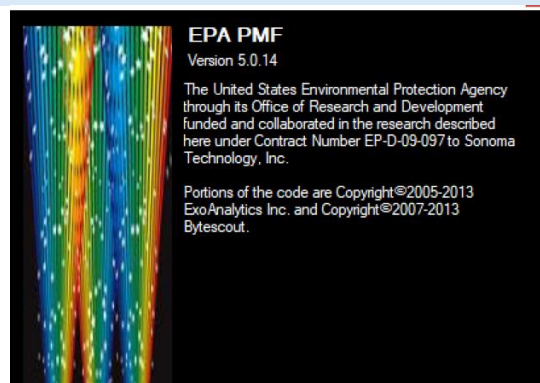 EPA PMF
Version 5.0.14
The United States Environmental Protection Agency
through its Office of Research and Development
funded and collaborated in the research described
here under Contract Number EP-D-09-097 to Sonoma
Technology, Inc.
Portions of the code are Copyright©2005-2013
ExoAnalytics Inc. and Copyright©2007-2013
Bytescout.